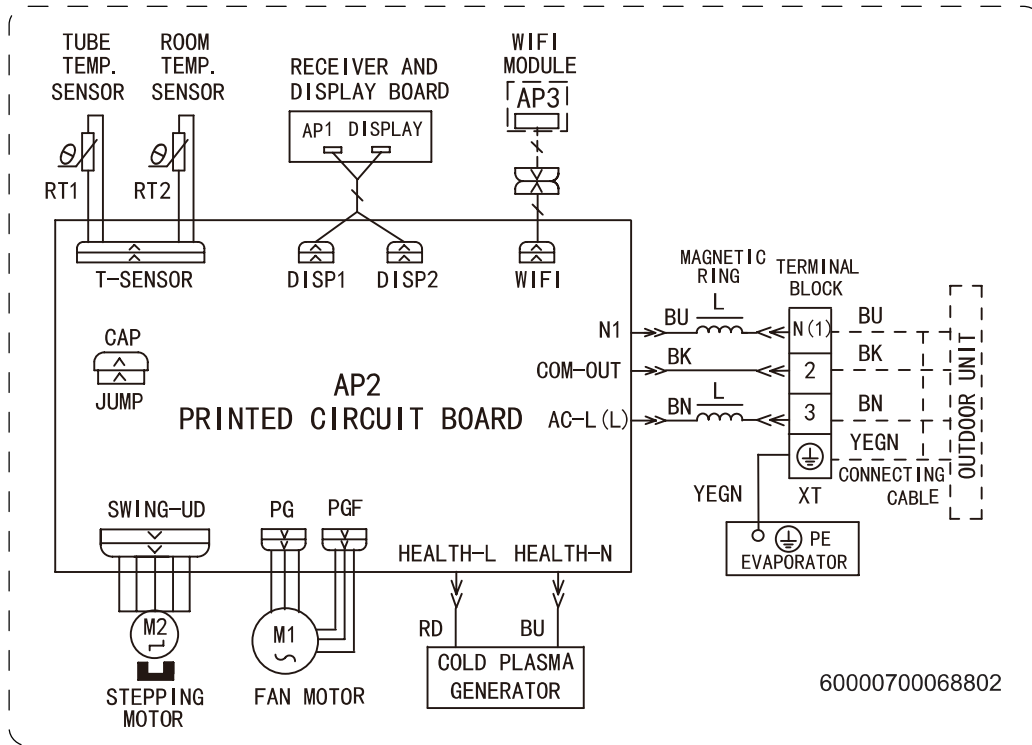 TUBE
TEMP.
SENSOR
ROOM
TEMP.
SENSOR
RECEIVER AND
DISPLAY BOARD
AP1 DISPLAY
WIFI
MODULE
AP3
RT1
RT2
T-SENSOR
DISP1
DISP2
WIFI
MAGNETIC
RING
TERMINAL
BLOCK
CAP
JUMP
AP2
PRINTED CIRCUIT BOARD
N1
BU
L
N(1)
BU
COM-OUT
BK
2
BK
AC-L(L)
BN
L
3
BN
YEGN
CONNECTING
CABLE
OUTDOOR UNIT
XT
YEGN
PE
EVAPORATOR
SWING-UD
PG
PGF
HEALTH-L
HEALTH-N
M2
M1
RD
BU
STEPPING
MOTOR
FAN MOTOR
COLD PLASMA
GENERATOR
60000700068802